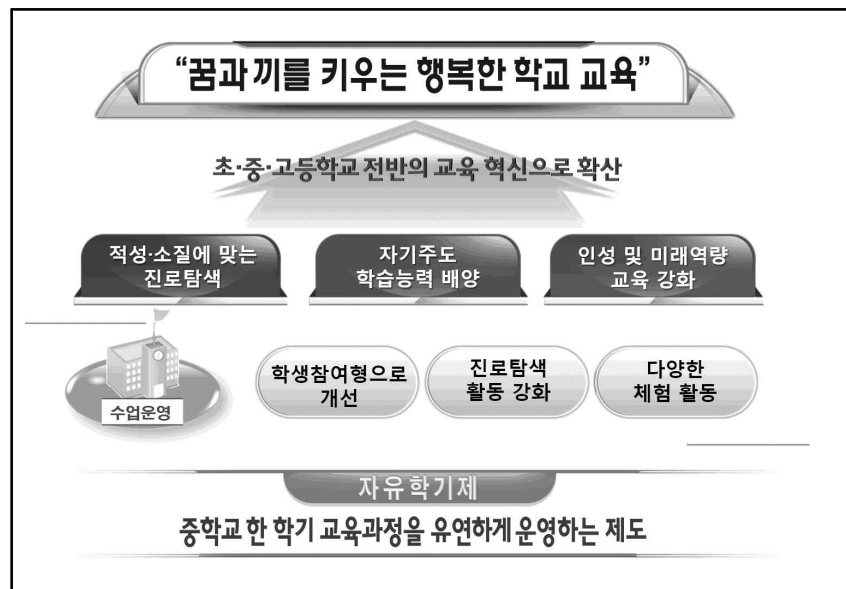 “꿈과 끼를 키우는 행복한 학교 교육”
초·중·고등학교 전반의 교육 혁신으로 확산
적성·소질에 맞는
진로탐색
자기주도
학습능력 배양
인성 및 미래역량
교육 강화
수업운영
학생참여형으로
개선
진로탐색
활동 강화
다양한
체험 활동
자유학기제
중학교 한 학기 교육과정을 유연하게 운영하는 제도